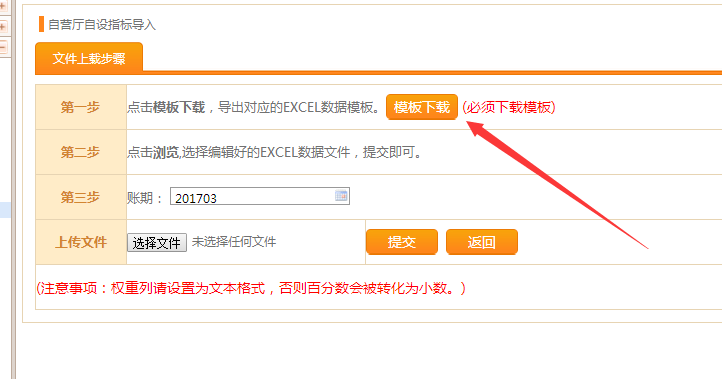 自营厅自设指标导入
文件上载步骤
第一步 点击模板下载，导出对应的EXCEL数据模板。 模板下载 (必须下载模板)
第二步 点击浏览,选择编辑好的EXCEL数据文件，提交即可。
第三步 账期： 201703
上传文件 选择文件 未选择任何文件 提交 返回
(注意事项：权重列请设置为文本格式，否则百分数会被转化为小数。)